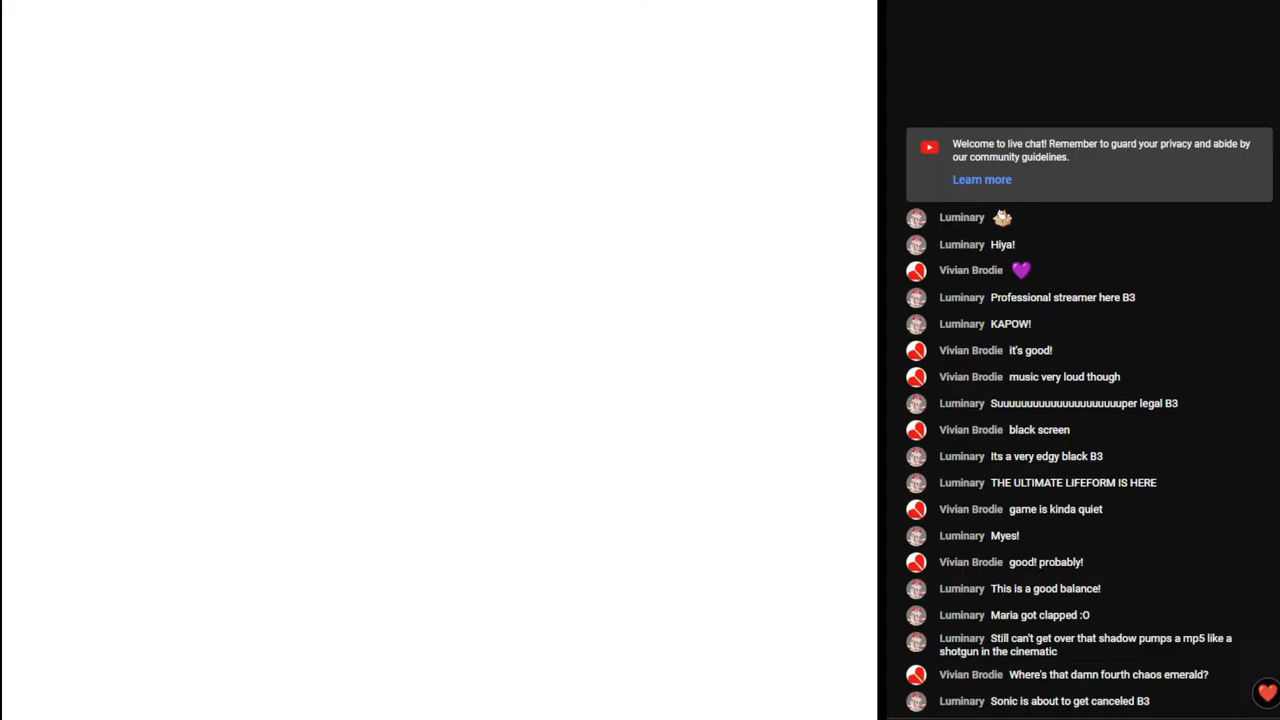 Welcome to live chat! Remember to guard your privacy and abide by
our community guidelines.
Learn more
Luminary
Luminary Hiya!
Vivian Brodie
Luminary Professional streamer here B3
Luminary KAPOW!
Vivian Brodie it's good!
Vivian Brodie music very loud though
Luminary Suuuuuuuuuuuuuuuuuuuuper legal B3
Vivian Brodie black screen
Luminary Its a very edgy black B3
Luminary THE ULTIMATE LIFEFORM IS HERE
Vivian Brodie game is kinda quiet
Luminary Myes!
Vivian Brodie good! probably!
Luminary This is a good balance!
Luminary Maria got clapped :O
Luminary Still can't get over that shadow pumps a mp5 like a
shotgun in the cinematic
Vivian Brodie Where's that damn fourth chaos emerald?
Luminary Sonic is about to get canceled B3